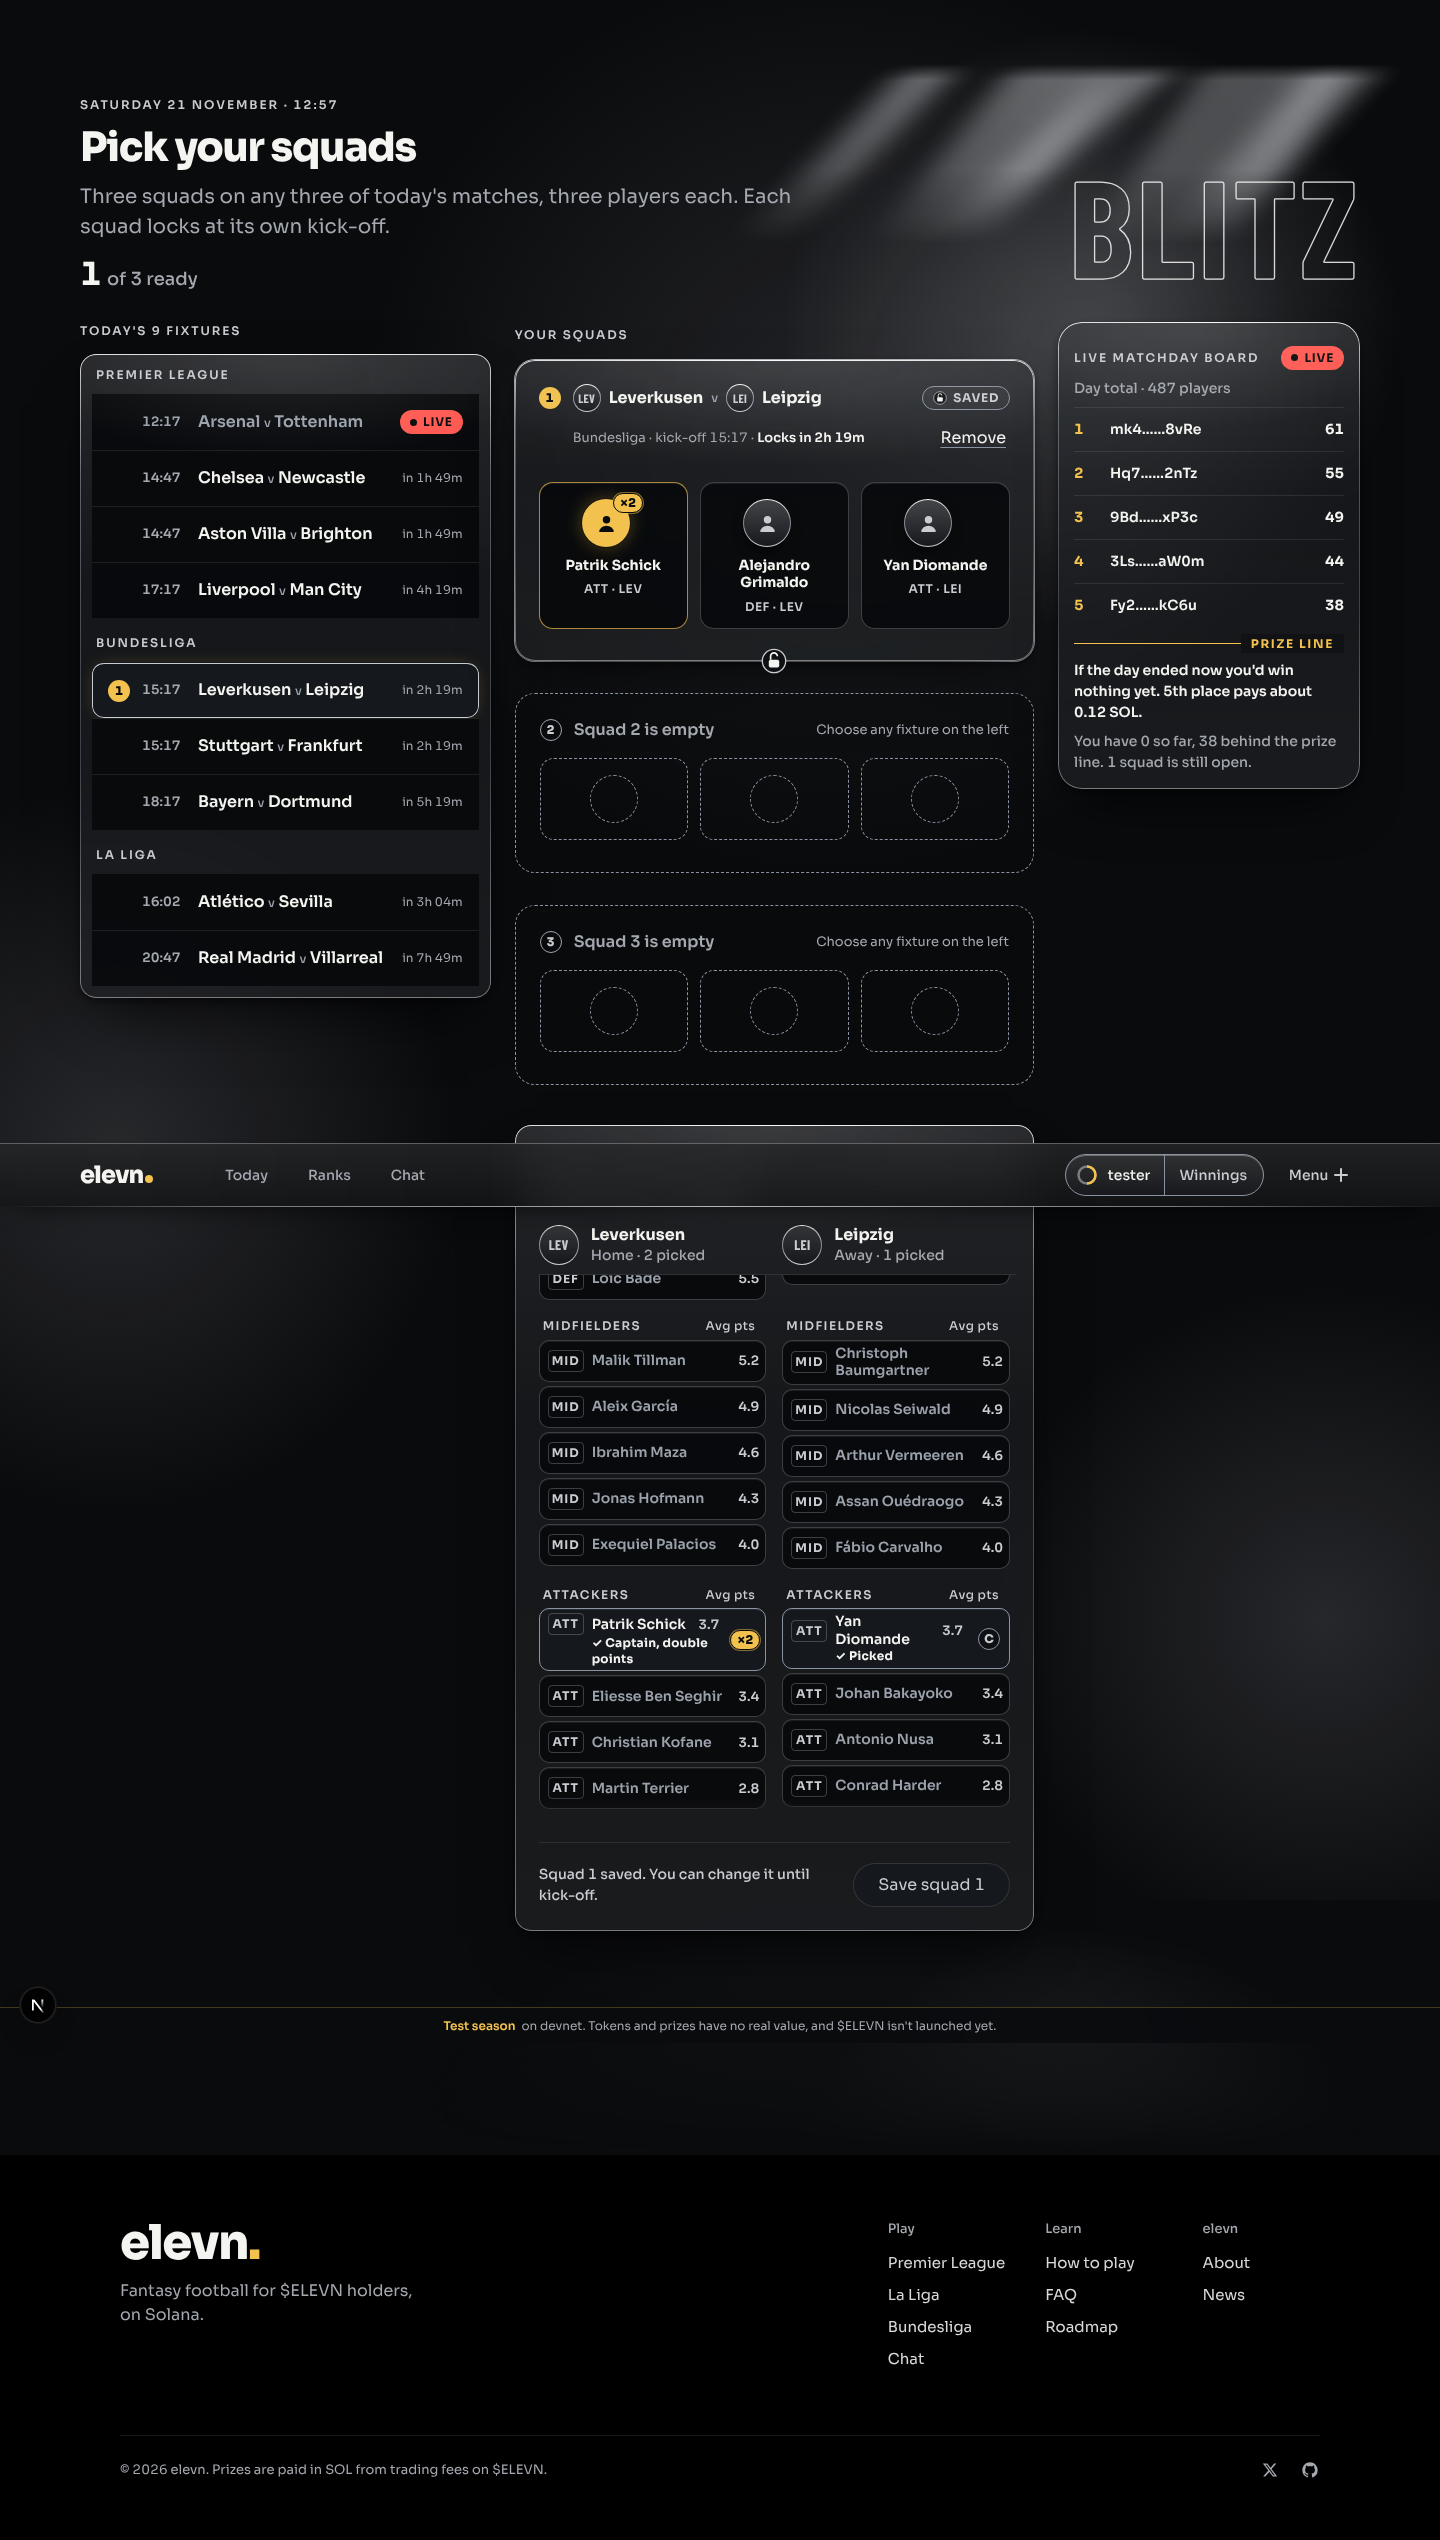 SATURDAY 21 NOVEMBER · 12:57
Pick your squads
Three squads on any three of today's matches, three players each. Each
squad locks at its own kick-off.
1 of 3 ready
BLITZ
TODAY'S 9 FIXTURES
PREMIER LEAGUE
12:17 Arsenal v Tottenham LIVE
14:47 Chelsea v Newcastle in 1h 49m
14:47 Aston Villa v Brighton in 1h 49m
17:17 Liverpool v Man City in 4h 19m
BUNDESLIGA
1 15:17 Leverkusen v Leipzig in 2h 19m
15:17 Stuttgart v Frankfurt in 2h 19m
18:17 Bayern v Dortmund in 5h 19m
LA LIGA
16:02 Atlético v Sevilla in 3h 04m
20:47 Real Madrid v Villarreal in 7h 49m
YOUR SQUADS
1 LEV Leverkusen v LEI Leipzig SAVED
Bundesliga · kick-off 15:17 · Locks in 2h 19m Remove
×2
Patrik Schick
ATT · LEV
Alejandro
Grimaldo
DEF · LEV
Yan Diomande
ATT · LEI
2 Squad 2 is empty Choose any fixture on the left
3 Squad 3 is empty Choose any fixture on the left
LIVE MATCHDAY BOARD LIVE
Day total · 487 players
1 mk4......8vRe 61
2 Hq7......2nTz 55
3 9Bd......xP3c 49
4 3Ls......aW0m 44
5 Fy2......kC6u 38
PRIZE LINE
If the day ended now you'd win
nothing yet. 5th place pays about
0.12 SOL.
You have 0 so far, 38 behind the prize
line. 1 squad is still open.
elevn. Today Ranks Chat tester Winnings Menu
LEV Leverkusen
Home · 2 picked
LEI Leipzig
Away · 1 picked
DEF Loïc Badé 5.5
MIDFIELDERS Avg pts
MID Malik Tillman 5.2
MID Aleix García 4.9
MID Ibrahim Maza 4.6
MID Jonas Hofmann 4.3
MID Exequiel Palacios 4.0
ATTACKERS Avg pts
ATT Patrik Schick 3.7
Captain, double
points
×2
ATT Eliesse Ben Seghir 3.4
ATT Christian Kofane 3.1
ATT Martin Terrier 2.8
MIDFIELDERS Avg pts
MID Christoph
Baumgartner 5.2
MID Nicolas Seiwald 4.9
MID Arthur Vermeeren 4.6
MID Assan Ouédraogo 4.3
MID Fábio Carvalho 4.0
ATTACKERS Avg pts
ATT Yan
Diomande 3.7
Picked
C
ATT Johan Bakayoko 3.4
ATT Antonio Nusa 3.1
ATT Conrad Harder 2.8
Squad 1 saved. You can change it until
kick-off.
Save squad 1
N
Test season on devnet. Tokens and prizes have no real value, and $ELEVN isn't launched yet.
elevn.
Fantasy football for $ELEVN holders,
on Solana.
Play
Premier League
La Liga
Bundesliga
Chat
Learn
How to play
FAQ
Roadmap
elevn
About
News
© 2026 elevn. Prizes are paid in SOL from trading fees on $ELEVN.